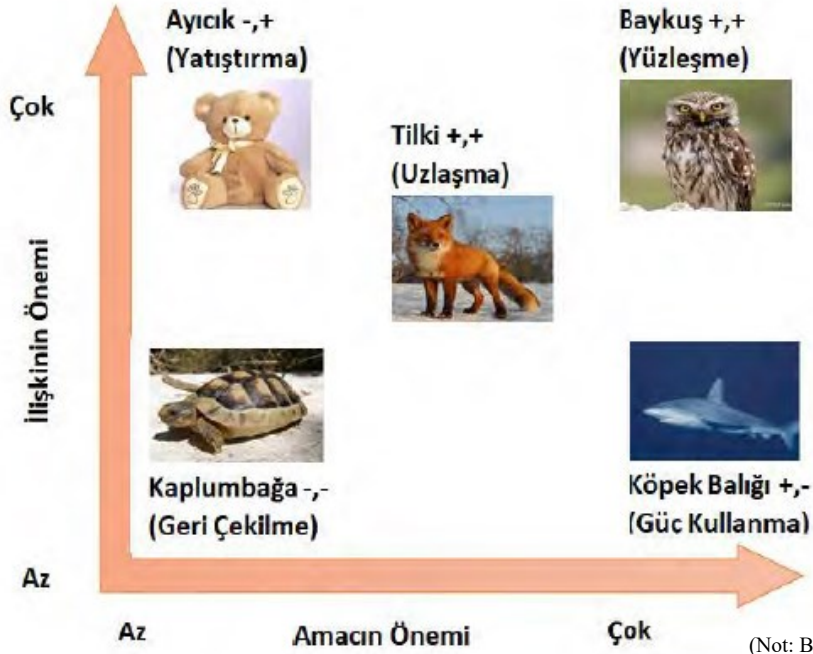 Ayıcık -,+
(Yatıştırma)
Baykuş +,+
(Yüzleşme)
Çok
Tilki +,+
(Uzlaşma)
İlişkinin Önemi
Kaplumbağa -,-
(Geri Çekilme)
Köpek Balığı +,-
(Güc Kullanma)
Az
Az
Amacın Önemi
Çok
(Not: B